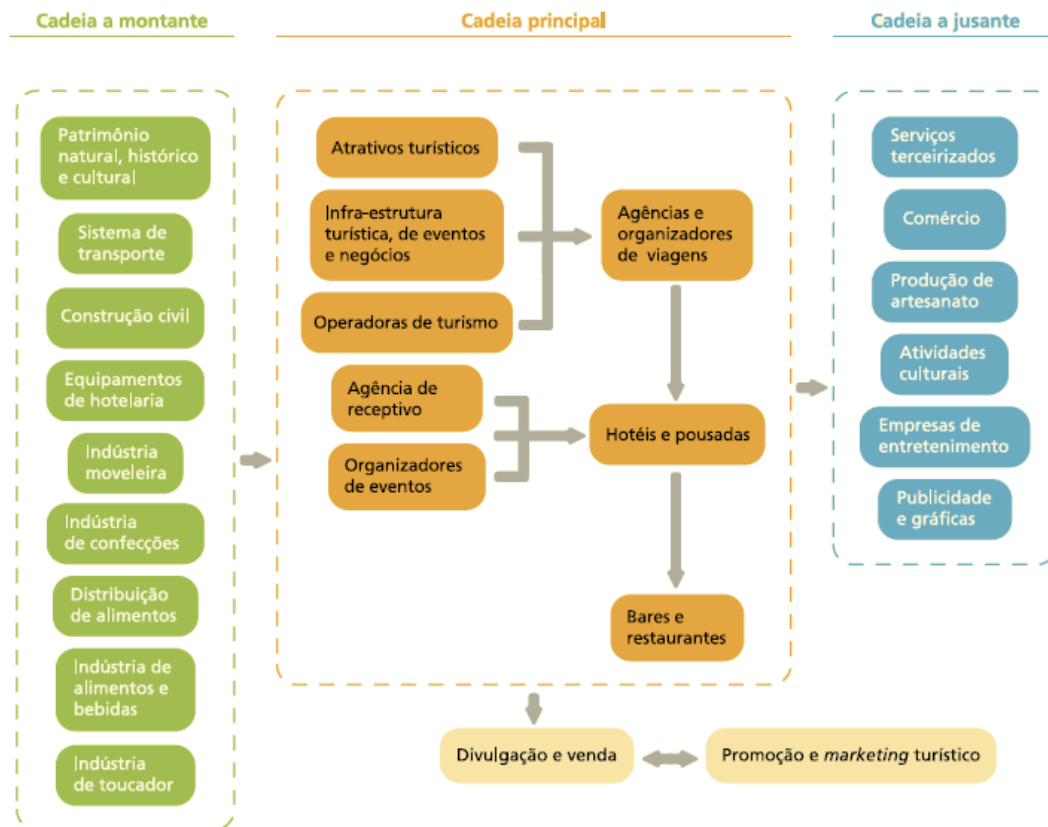 Cadeia a montante
Cadeia principal
Cadeia a jusante
Patrimônio
natural, histórico
e cultural
Sistema de
transporte
Construção civil
Equipamentos
de hotelaria
Indústria
moveleira
Indústria
de confecções
Distribuição
de alimentos
Indústria de
alimentos e
bebidas
Indústria
de toucador
Atrativos turísticos
Infra-estrutura
turística, de eventos
e negócios
Operadoras de turismo
Agência de
receptivo
Organizadores
de eventos
Agências e
organizadores
de viagens
Hotéis e pousadas
Bares e
restaurantes
Serviços
terceirizados
Comércio
Produção de
artesanato
Atividades
culturais
Empresas de
entretenimento
Publicidade
e gráficas
Divulgação e venda
Promoção e marketing turístico